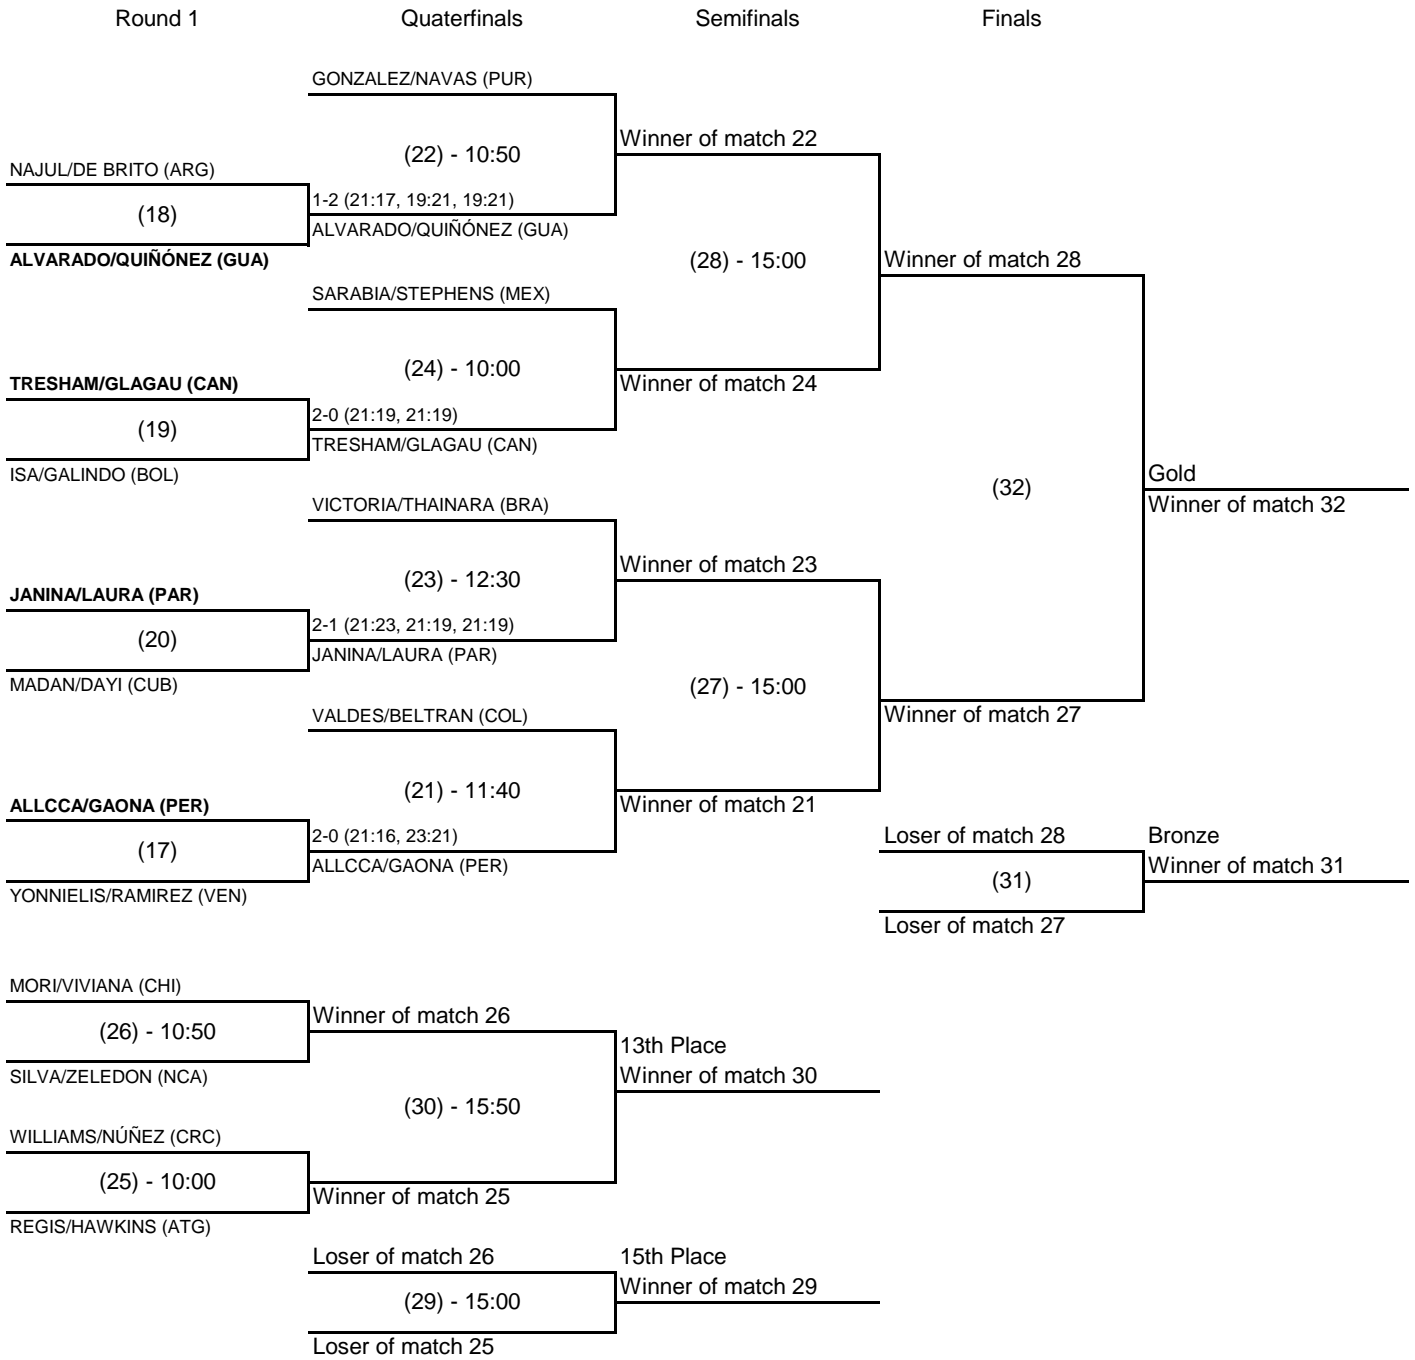 Round 1
Quaterfinals
Semifinals
Finals
GONZALEZ/NAVAS (PUR)
(22) - 10:50
Winner of match 22
NAJUL/DE BRITO (ARG)
(18)
1-2 (21:17, 19:21, 19:21)
ALVARADO/QUIÑÓNEZ (GUA)
ALVARADO/QUIÑÓNEZ (GUA)
(28) - 15:00
Winner of match 28
SARABIA/STEPHENS (MEX)
(24) - 10:00
Winner of match 24
TRESHAM/GLAGAU (CAN)
(19)
2-0 (21:19, 21:19)
TRESHAM/GLAGAU (CAN)
ISA/GALINDO (BOL)
(32)
Gold
Winner of match 32
VICTORIA/THAINARA (BRA)
(23) - 12:30
Winner of match 23
JANINA/LAURA (PAR)
(20)
2-1 (21:23, 21:19, 21:19)
JANINA/LAURA (PAR)
MADAN/DAYI (CUB)
(27) - 15:00
Winner of match 27
VALDES/BELTRAN (COL)
(21) - 11:40
Winner of match 21
ALLCCA/GAONA (PER)
(17)
2-0 (21:16, 23:21)
ALLCCA/GAONA (PER)
YONNIELIS/RAMIREZ (VEN)
Loser of match 28
Bronze
(31)
Winner of match 31
Loser of match 27
MORI/VIVIANA (CHI)
(26) - 10:50
Winner of match 26
SILVA/ZELEDON (NCA)
13th Place
Winner of match 30
(30) - 15:50
WILLIAMS/NÚÑEZ (CRC)
(25) - 10:00
Winner of match 25
REGIS/HAWKINS (ATG)
Loser of match 26
15th Place
(29) - 15:00
Winner of match 29
Loser of match 25